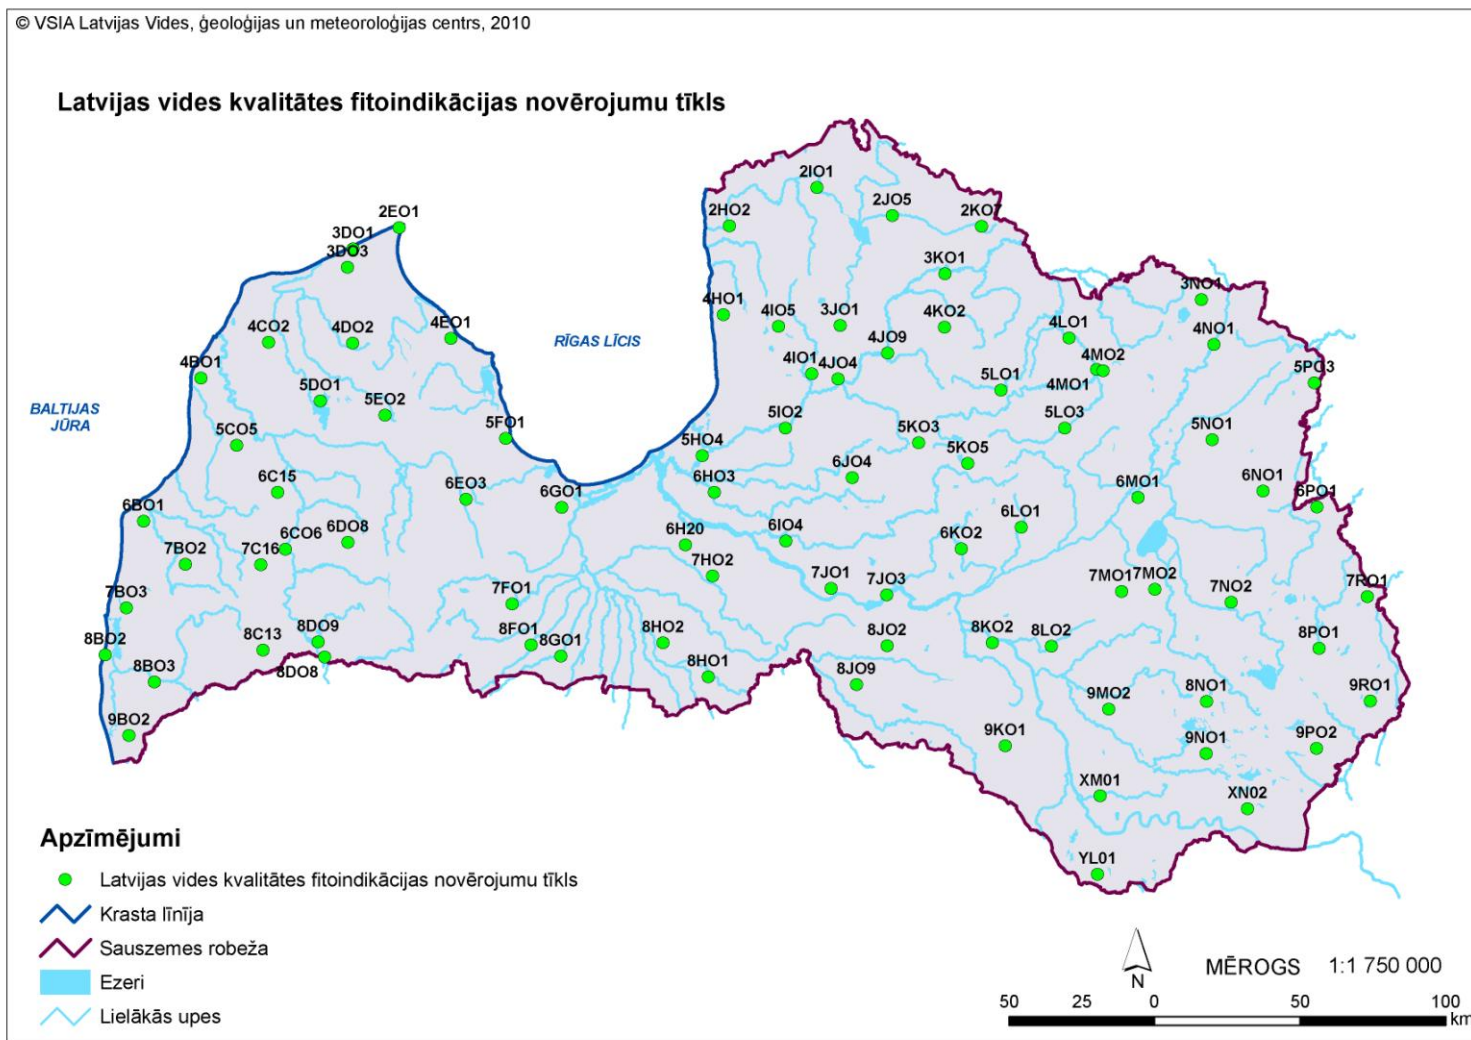 © VSIA Latvijas Vides, ģeoloģijas un meteoroloģijas centrs, 2010
Latvijas vides kvalitātes fitoindikācijas novērojumu tīkls
2IO1
2EO1
2HO2
2JO5
2KO7
3DO1
3DO3
3KO1
3NO1
4HO1
4IO5
3JO1
4KO2
4CO2
4DO2
4EO1
4LO1
4NO1
RĪGAS LĪCIS
4JO9
4BO1
4IO1
4JO4
4MO2
4MO1
5PO3
BALTIJAS
JŪRA
5DO1
5EO2
5LO1
5IO2
5LO3
5CO5
5FO1
5HO4
5KO3
5KO5
5NO1
6C15
6EO3
6GO1
6HO3
6JO4
6MO1
6NO1
6PO1
6BO1
6CO6
6DO8
6H20
6IO4
6KO2
6LO1
7BO2
7C16
7HO2
7JO1
7JO3
7MO1
7MO2
7NO2
7RO1
7BO3
7FO1
8BO2
8C13
8DO9
8DO8
8FO1
8GO1
8HO2
8JO2
8KO2
8LO2
8PO1
8BO3
8HO1
8JO9
9MO2
8NO1
9RO1
9BO2
9KO1
9NO1
9PO2
XM01
XN02
YL01
Apzīmējumi
Latvijas vides kvalitātes fitoindikācijas novērojumu tīkls
Krasta līnīja
Sauszemes robeža
Ezeri
Lielākās upes
N
MĒROGS 1:1 750 000
50 25 0 50 100
km